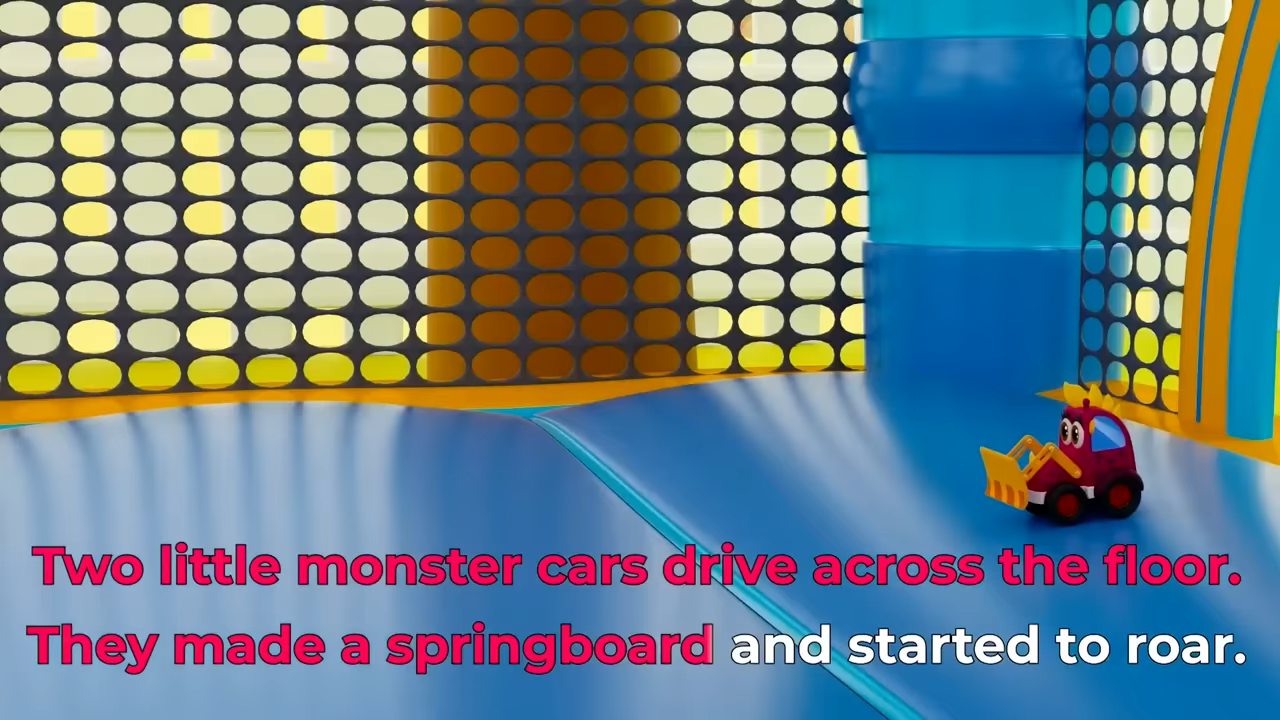 Two little monster cars drive across the floor.
They made a springboard and started to roar.